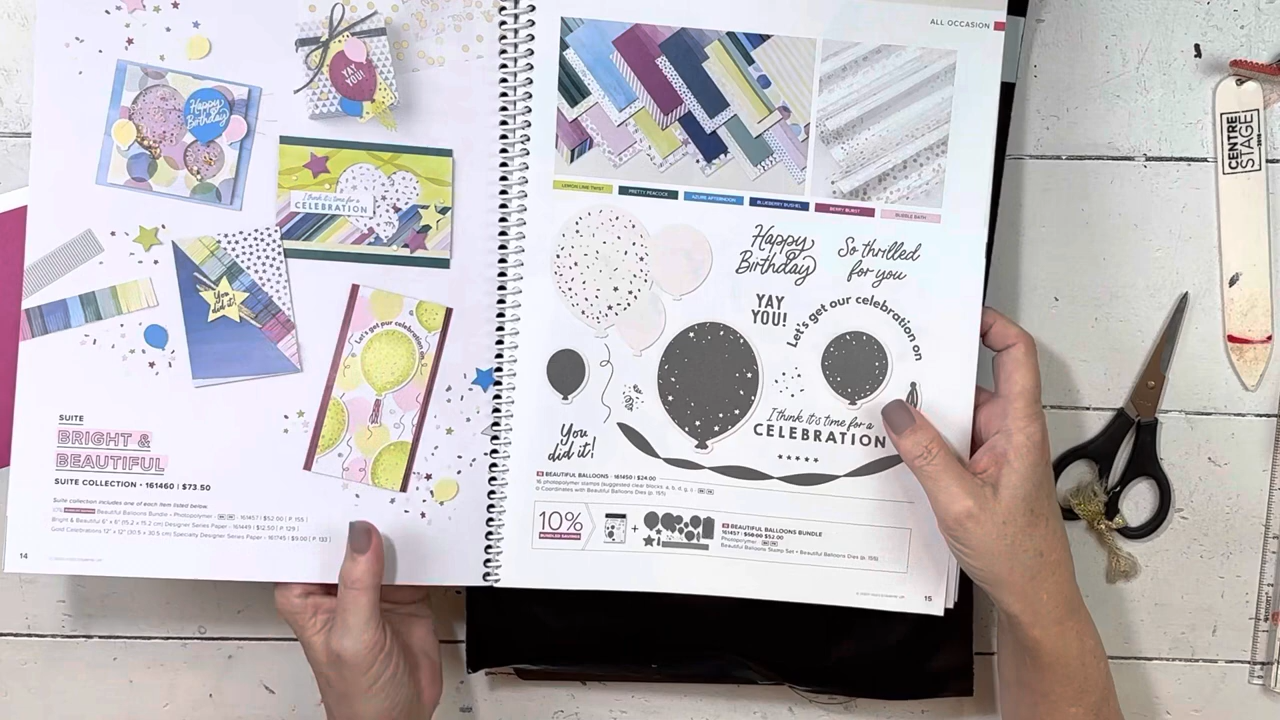 ALL OCCASION
YAY
YOU!
Happy
Birthday
I think it's time for a
CELEBRATION
You
did it!
Let's get our celebration on
SUITE
BRIGHT &
BEAUTIFUL
SUITE COLLECTION • 161460 | $73.50
Suite collection includes one of each item listed below.
10% Beautiful Balloons Bundle • Photopolymer • 161457 | $52.00 | P. 155 |
Bright & Beautiful 6" x 6" (15.2 x 15.2 cm) Designer Series Paper • 161449 | $12.50 | P. 129 |
Gold Celebrations 12" x 12" (30.5 x 30.5 cm) Specialty Designer Series Paper • 161745 | $9.00 | P. 133 |
14
LEMON LIME TWIST
PRETTY PEACOCK
AZURE AFTERNOON
BLUEBERRY BUSHEL
BERRY BURST
BUBBLE BATH
Happy
Birthday
So thrilled
for you
YAY
YOU!
Let's get our celebration on
You
did it!
I think it's time for a
CELEBRATION
BEAUTIFUL BALLOONS • 161450 | $24.00
16 photopolymer stamps (suggested clear blocks: a, b, d, g, i) •
Coordinates with Beautiful Balloons Dies (p. 155)
10%
BUNDLED SAVINGS
+
BEAUTIFUL BALLOONS BUNDLE
161457 | $58.00 $52.00
Photopolymer
Beautiful Balloons Stamp Set + Beautiful Balloons Dies (p. 155)
15
CENTRE
STAGE